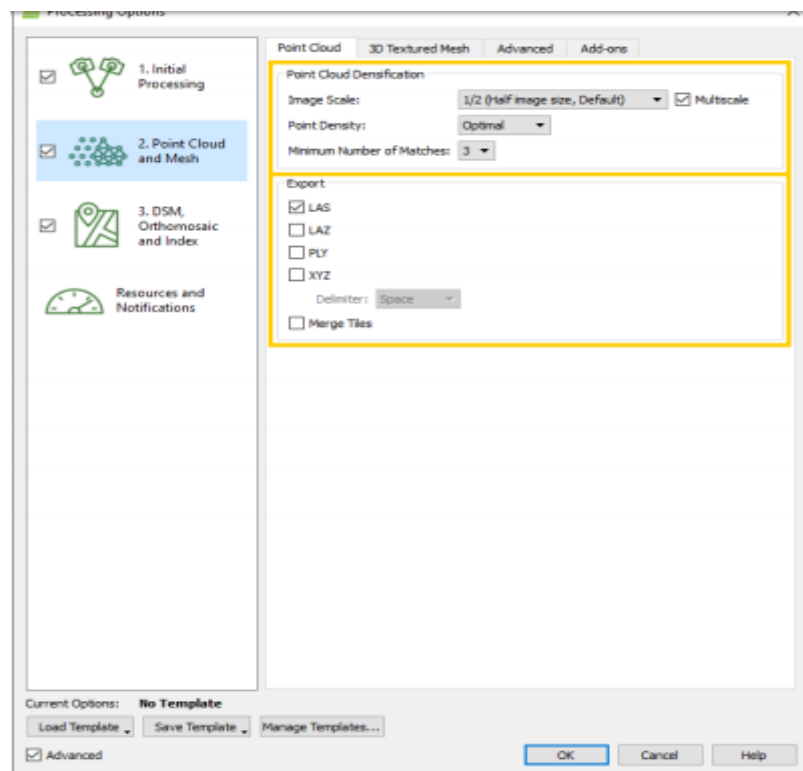 Processing Options
1. Initial
Processing
2. Point Cloud
and Mesh
3. DSM,
Orthomosaic
and Index
Resources and
Notifications
Point Cloud
3D Textured Mesh
Advanced
Add-ons
Point Cloud Densification
Image Scale: 1/2 (Half image size, Default) Multiscale
Point Density: Optimal
Minimum Number of Matches: 3
Export
LAS
LAZ
PLY
XYZ
Delimiter: Space
Merge Tiles
Current Options: No Template
Load Template Save Template Manage Templates...
Advanced
OK Cancel Help